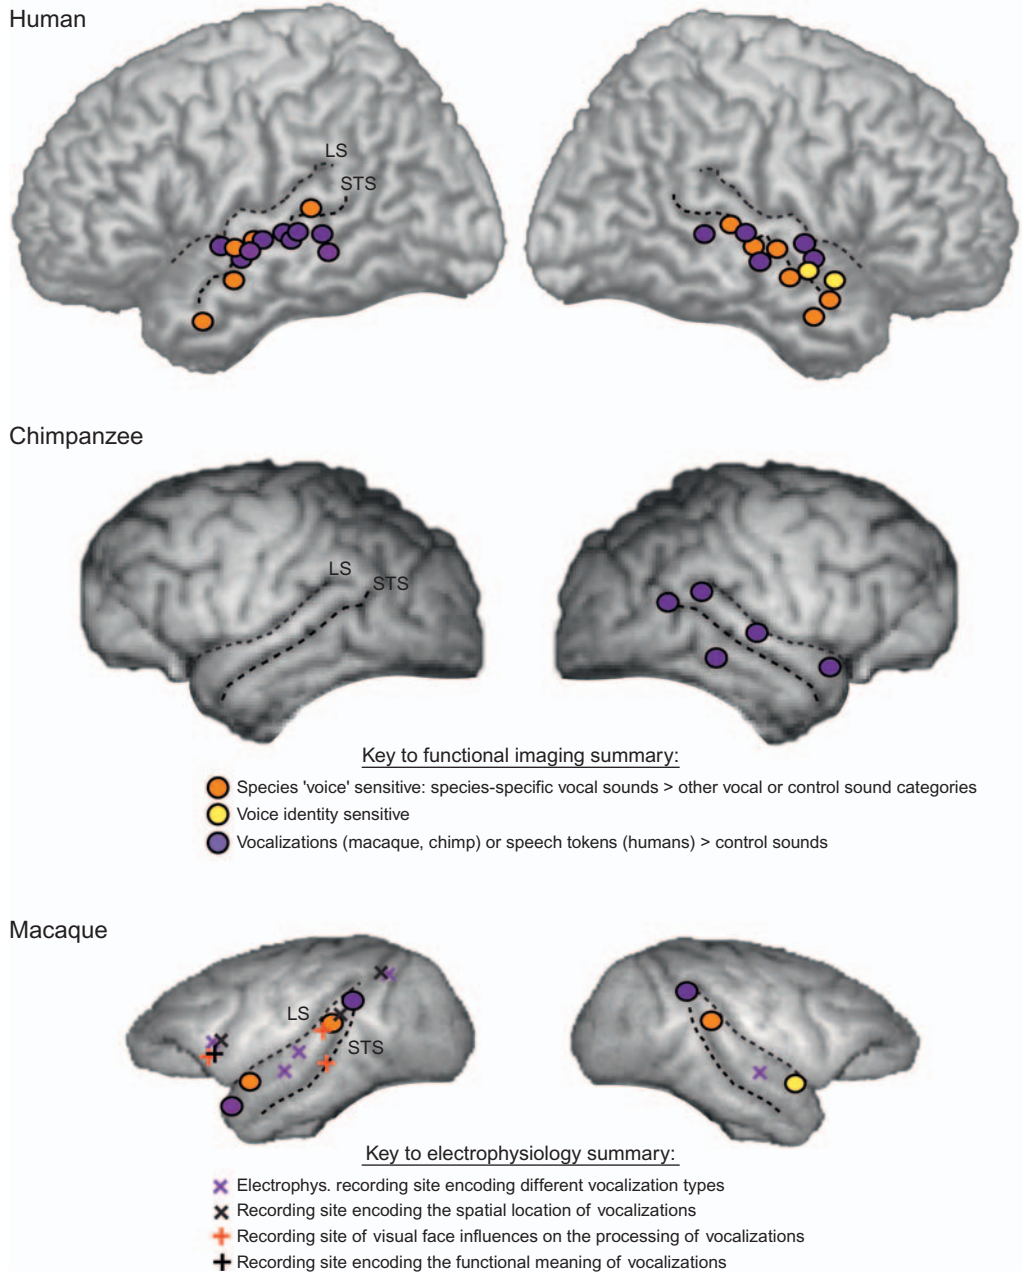 Human
LS
STS
Chimpanzee
LS
STS
Key to functional imaging summary:
Species 'voice' sensitive: species-specific vocal sounds > other vocal or control sound categories
Voice identity sensitive
Vocalizations (macaque, chimp) or speech tokens (humans) > control sounds
Macaque
LS
STS
Key to electrophysiology summary:
Electrophys. recording site encoding different vocalization types
Recording site encoding the spatial location of vocalizations
Recording site of visual face influences on the processing of vocalizations
Recording site encoding the functional meaning of vocalizations